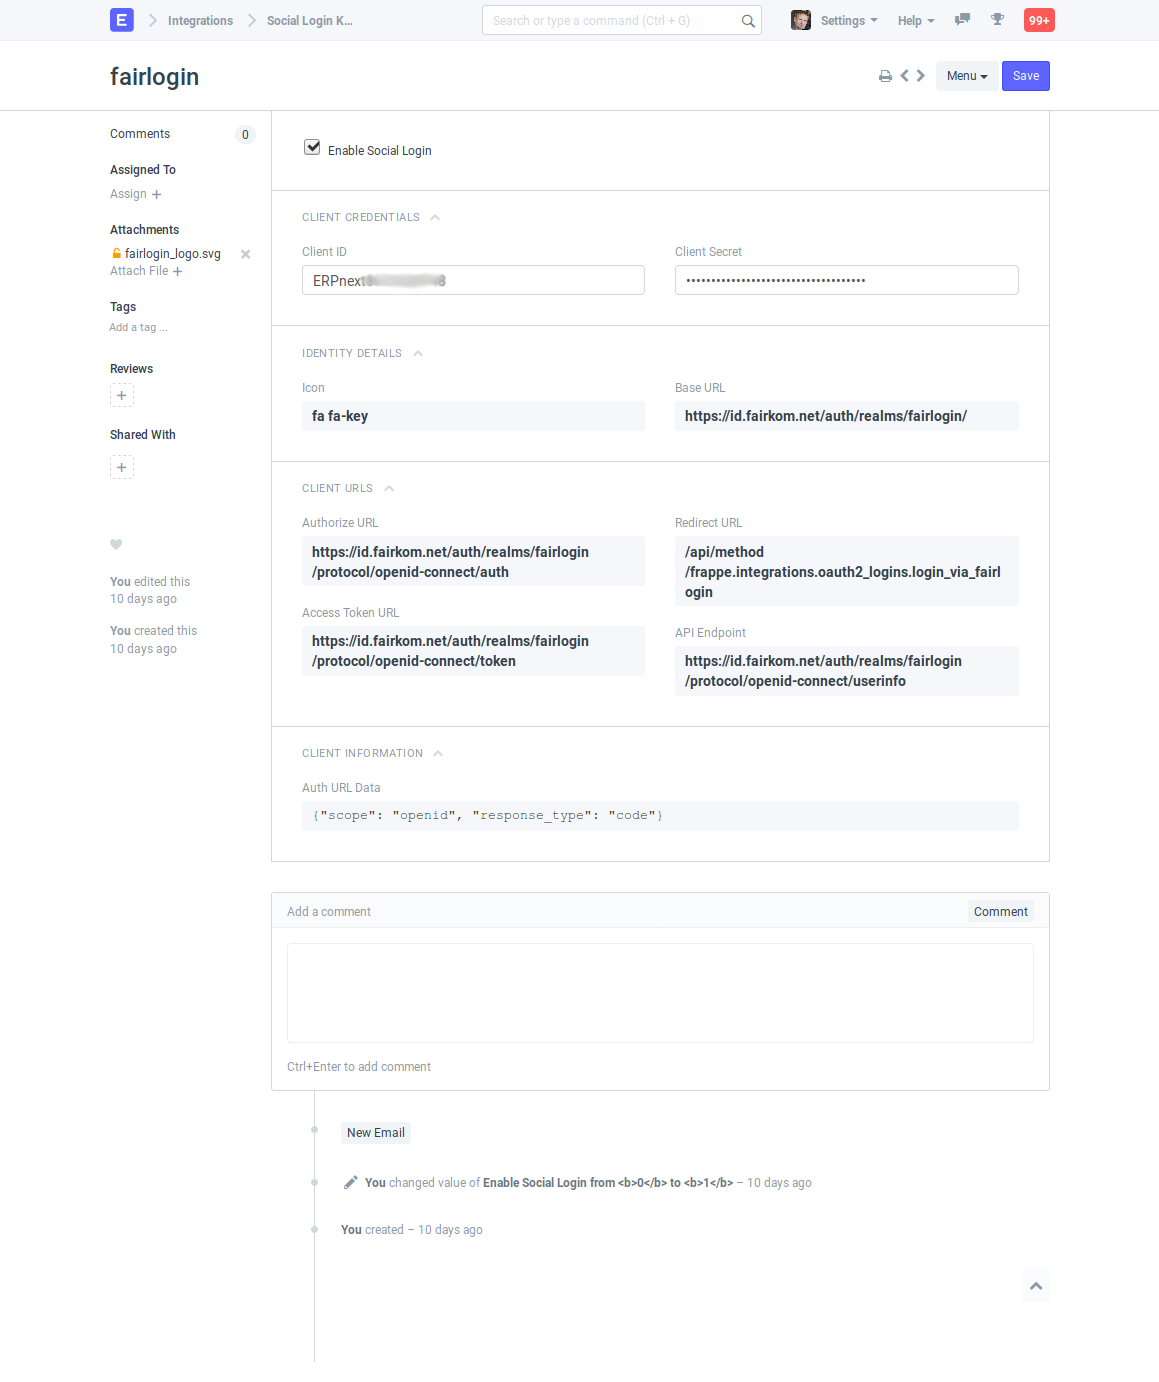 E
Integrations
Social Login K...
Search or type a command (Ctrl + G)
Settings
Help
99+
fairlogin
Menu
Save
Comments
0
Assigned To
Assign +
Attachments
fairlogin_logo.svg
Attach File +
Tags
Add a tag ...
Reviews
+
Shared With
+
You edited this
10 days ago
You created this
10 days ago
Enable Social Login
CLIENT CREDENTIALS
Client ID
ERPnext
Client Secret
IDENTITY DETAILS
Icon
fa fa-key
Base URL
https://id.fairkom.net/auth/realms/fairlogin/
CLIENT URLS
Authorize URL
https://id.fairkom.net/auth/realms/fairlogin
/protocol/openid-connect/auth
Access Token URL
https://id.fairkom.net/auth/realms/fairlogin
/protocol/openid-connect/token
Redirect URL
/api/method
/frappe.integrations.oauth2_logins.login_via_fairl
ogin
API Endpoint
https://id.fairkom.net/auth/realms/fairlogin
/protocol/openid-connect/userinfo
CLIENT INFORMATION
Auth URL Data
{"scope": "openid", "response_type": "code"}
Add a comment
Comment
Ctrl+Enter to add comment
New Email
You changed value of Enable Social Login from <b>0</b> to <b>1</b> – 10 days ago
You created – 10 days ago